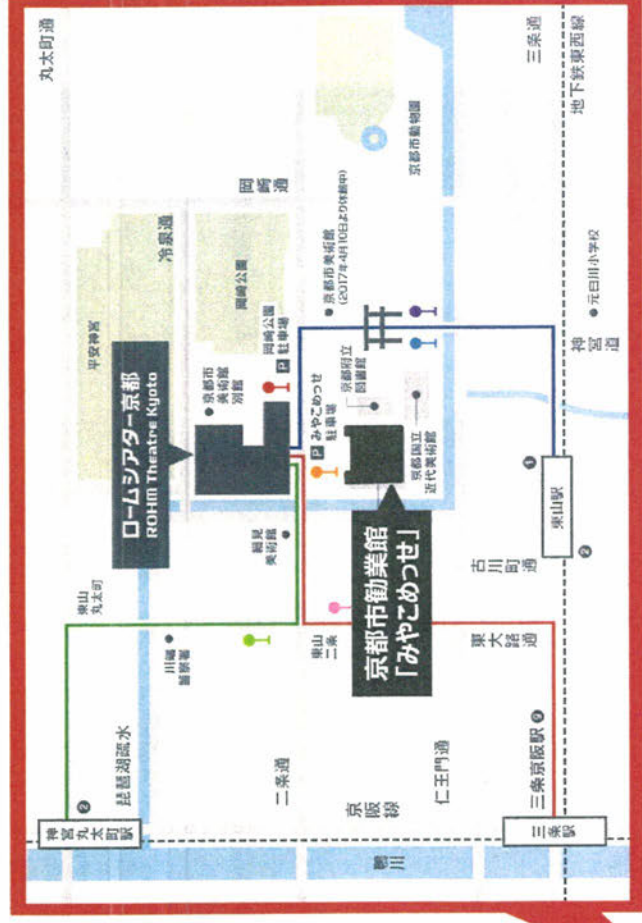 丸太町通
平安神宮
冷泉通
岡崎通
岡崎公園
ロームシアター京都
ROHM Theatre Kyoto
京都市
美術館
別館
岡崎公園
P 駐車場
東山
丸太町
琵琶湖疏水
神宮
丸太町駅
2
川端
警察署
細見
美術館
二条通
東山
二条
P みやこめっせ
駐車場
京都府立
図書館
京都国立
近代美術館
京都市美術館
(2017年4月10日より休館中)
京都市動物園
京都市勧業館
「みやこめっせ」
京阪線
鴨川
仁王門通
東大路通
古川町通
神宮道
三条通
地下鉄東西線
元白川小学校
三条京阪駅
9
三条駅
東山駅
1
2